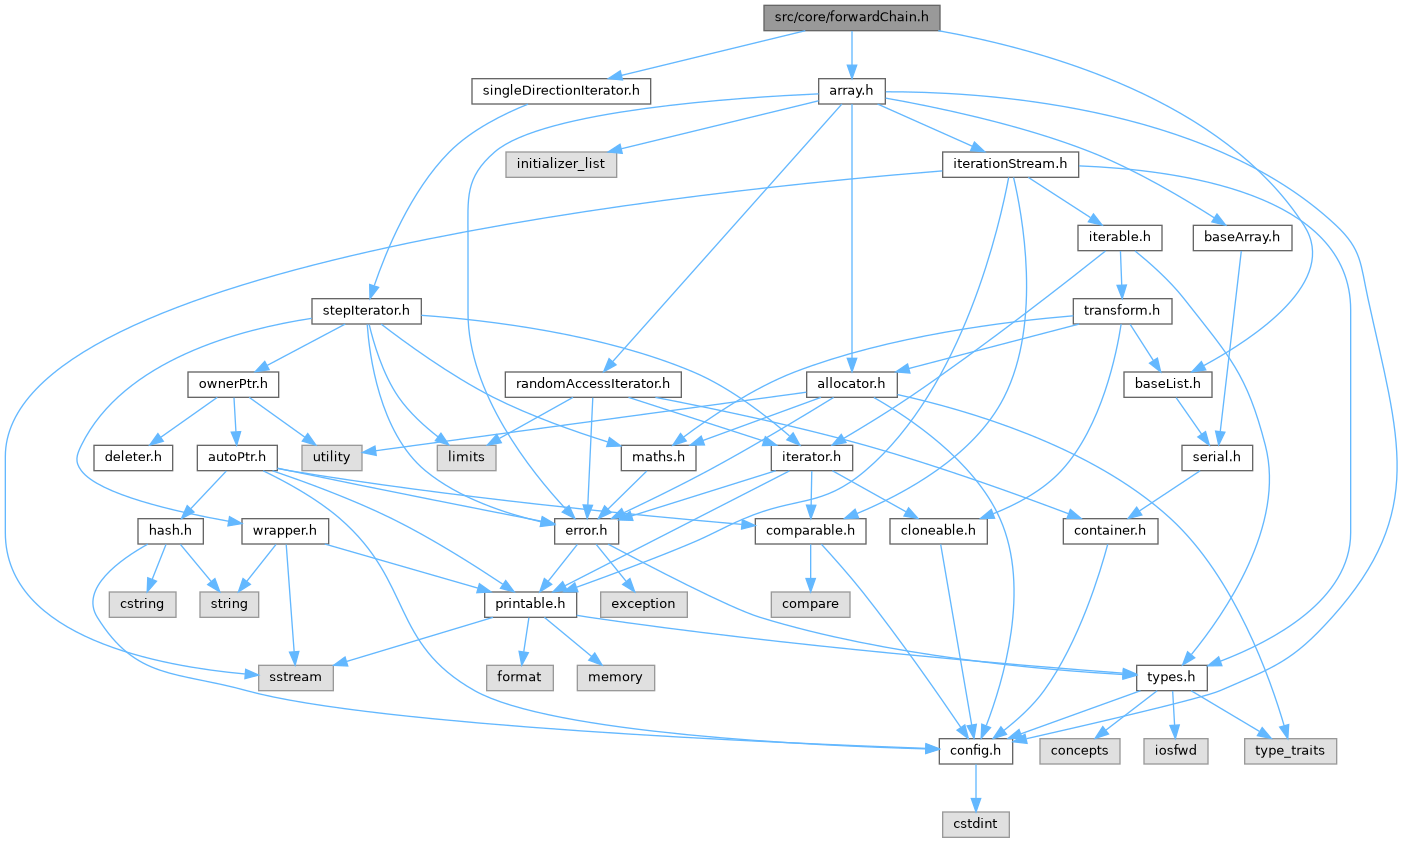 src/core/forwardChain.h
singleDirectionIterator.h
array.h
initializer_list
iterationStream.h
iterable.h
baseArray.h
stepIterator.h
transform.h
ownerPtr.h
randomAccessIterator.h
allocator.h
baseList.h
deleter.h
autoPtr.h
utility
limits
maths.h
iterator.h
serial.h
hash.h
wrapper.h
error.h
comparable.h
cloneable.h
container.h
cstring
string
printable.h
exception
compare
sstream
format
memory
types.h
config.h
concepts
iosfwd
type_traits
cstdint